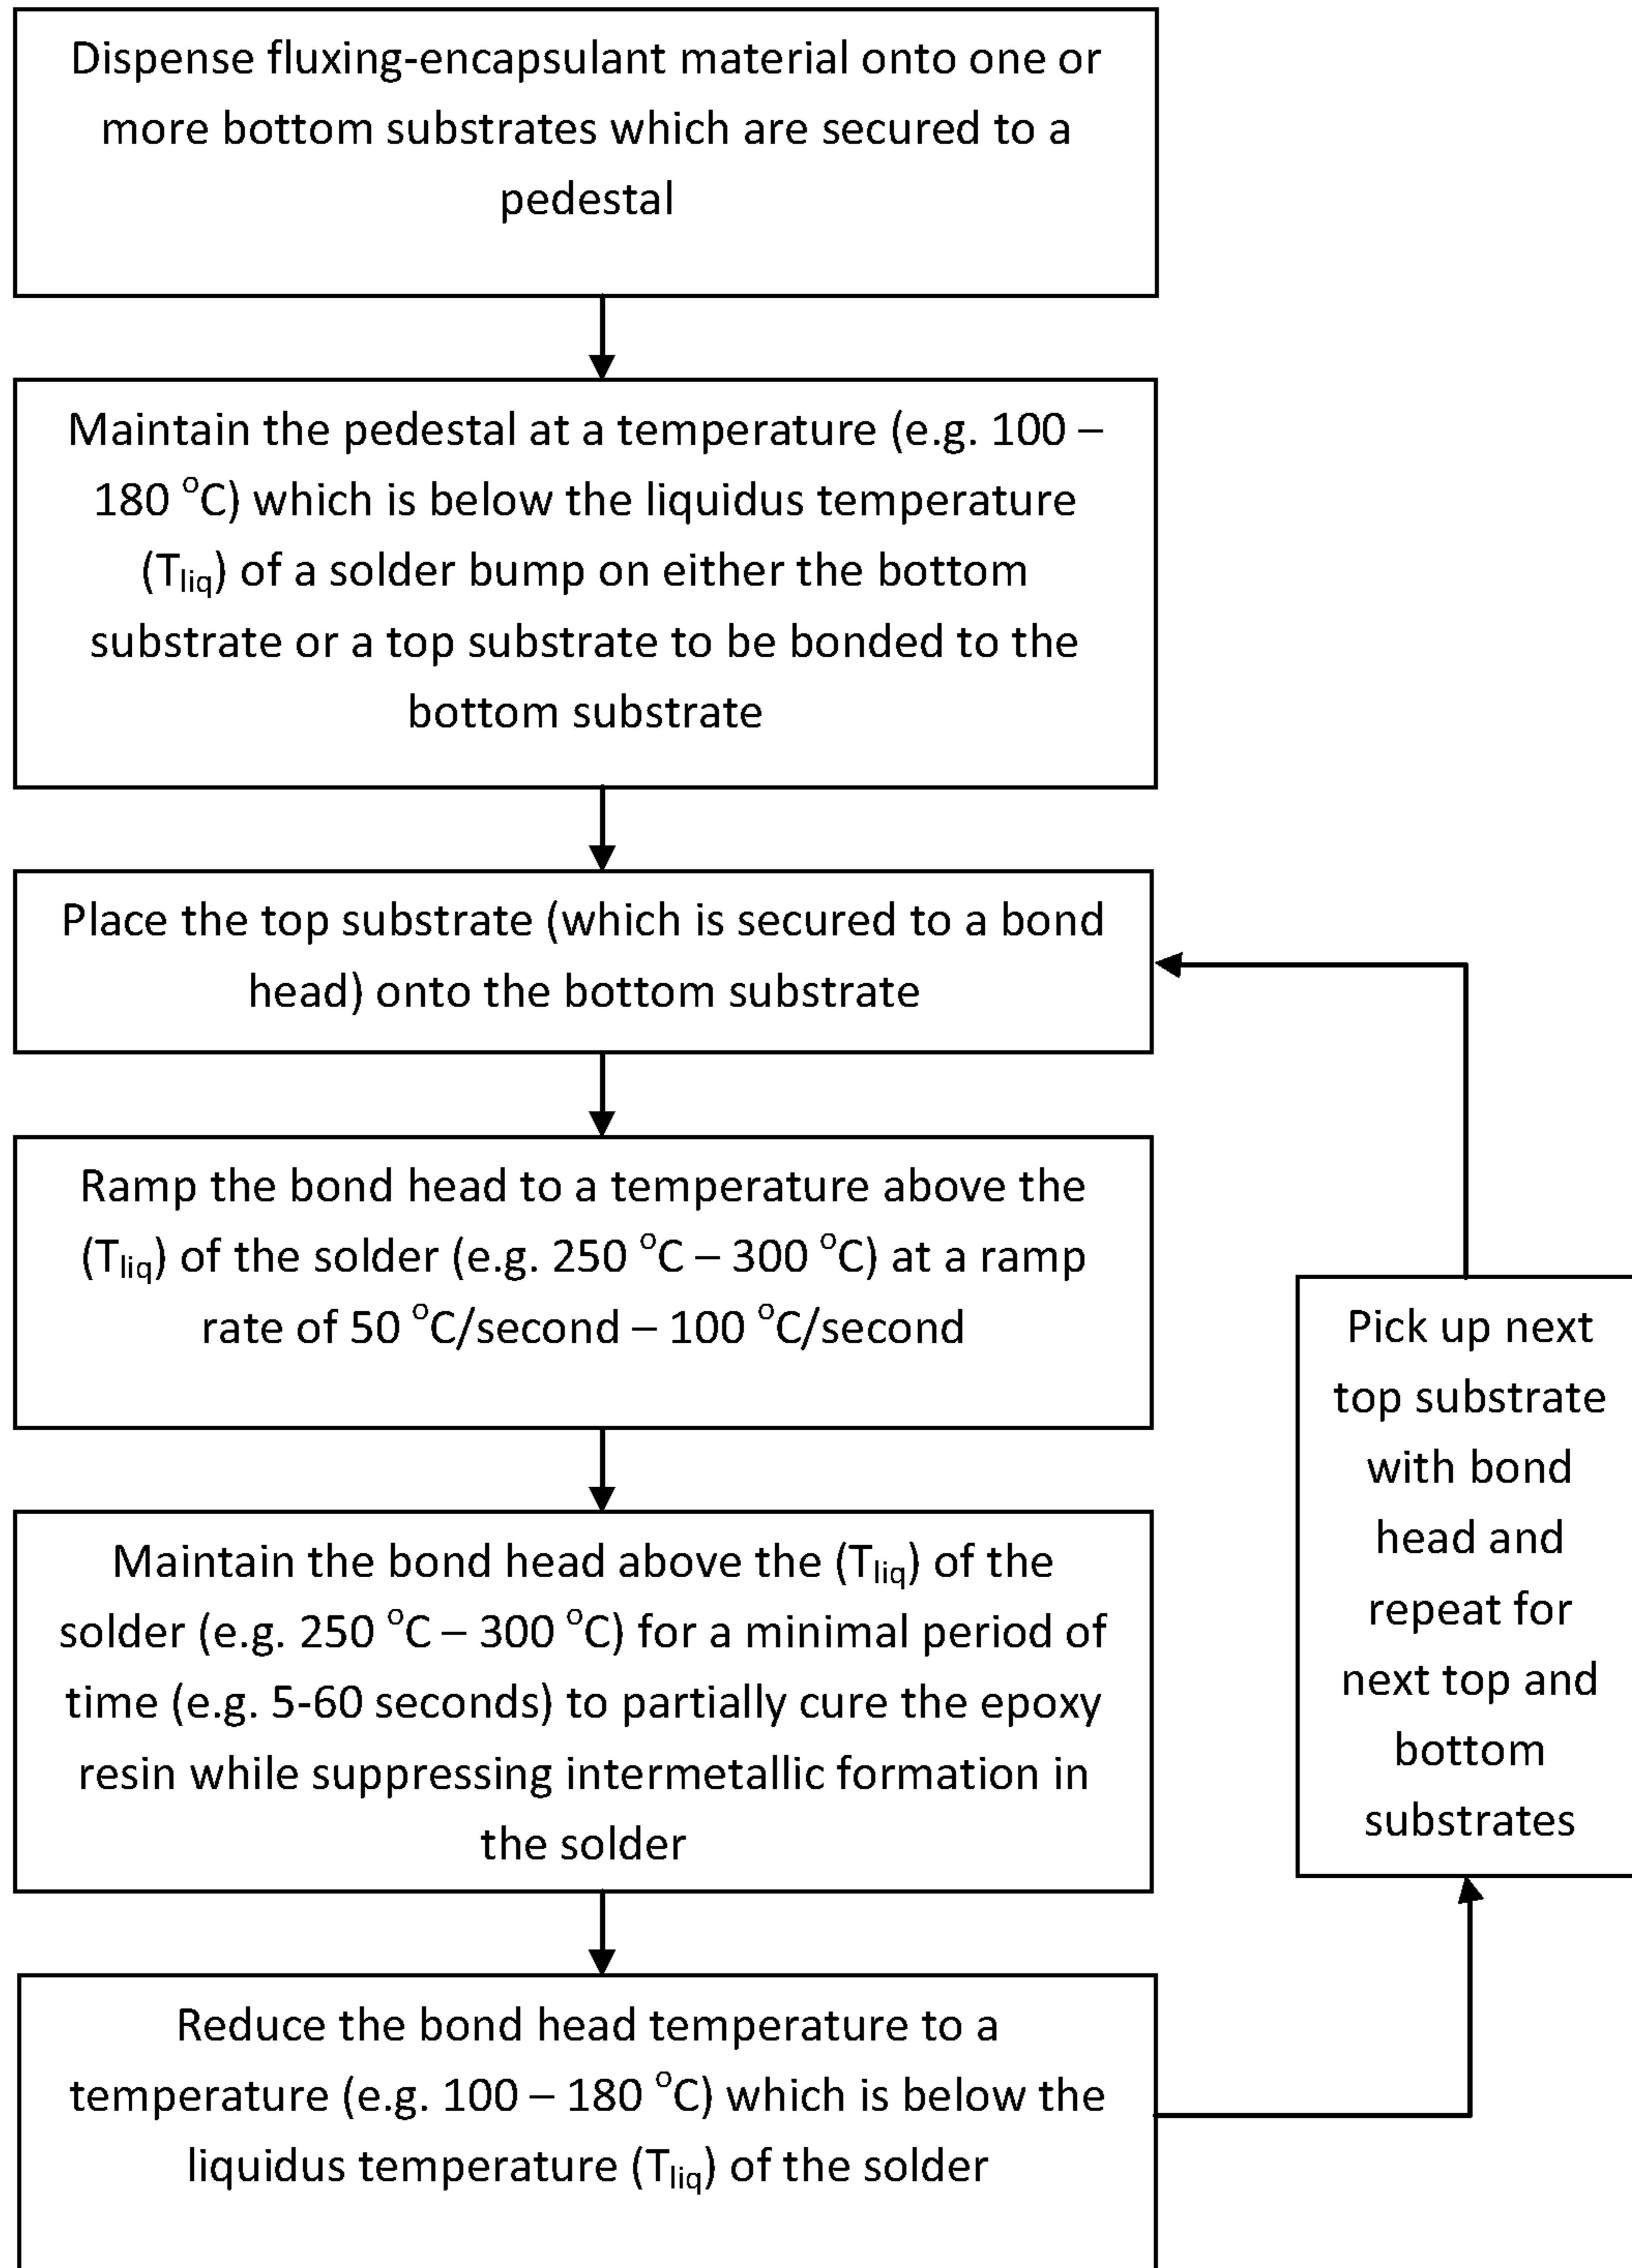 Dispense fluxing-encapsulant material onto one or
more bottom substrates which are secured to a
pedestal
Maintain the pedestal at a temperature (e.g. 100 –
180 °C) which is below the liquidus temperature
(Tliq) of a solder bump on either the bottom
substrate or a top substrate to be bonded to the
bottom substrate
Place the top substrate (which is secured to a bond
head) onto the bottom substrate
Ramp the bond head to a temperature above the
(Tliq) of the solder (e.g. 250 °C – 300 °C) at a ramp
rate of 50 °C/second – 100 °C/second
Maintain the bond head above the (Tliq) of the
solder (e.g. 250 °C – 300 °C) for a minimal period of
time (e.g. 5-60 seconds) to partially cure the epoxy
resin while suppressing intermetallic formation in
the solder
Reduce the bond head temperature to a
temperature (e.g. 100 – 180 °C) which is below the
liquidus temperature (Tliq) of the solder
Pick up next
top substrate
with bond
head and
repeat for
next top and
bottom
substrates